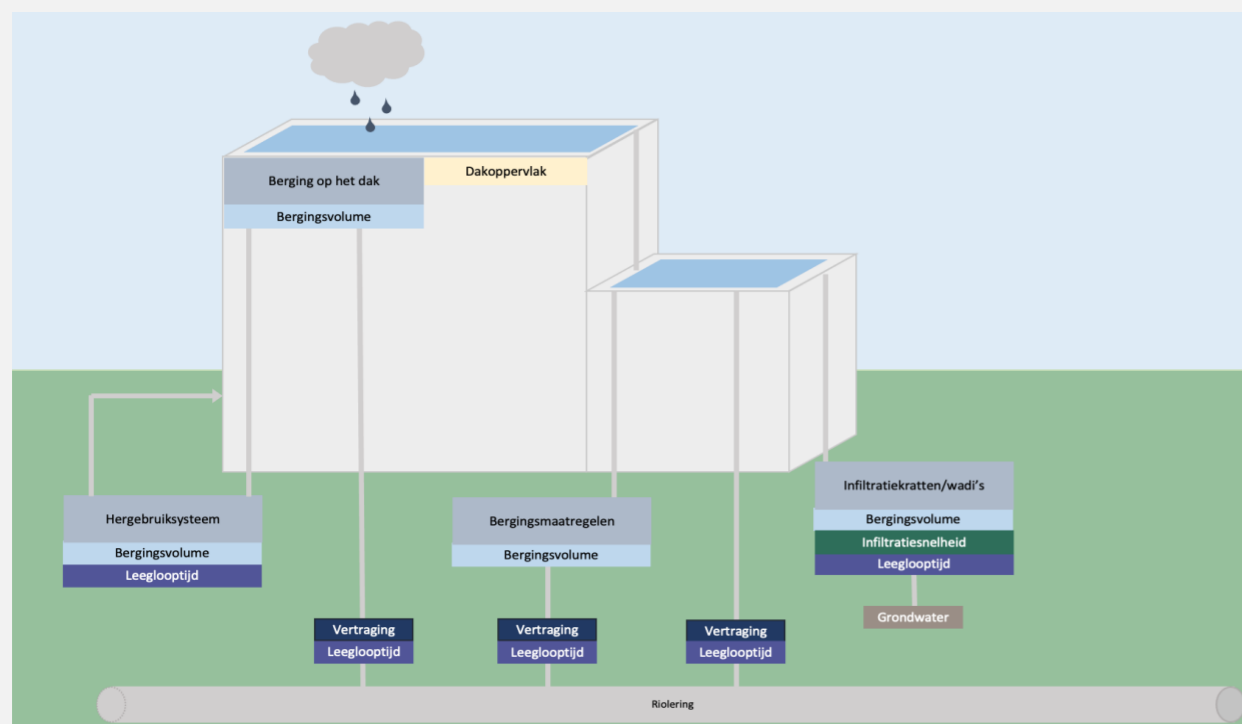 Berging op het dak
Dakoppervlak
Bergingsvolume
Hergebruiksysteem
Bergingsvolume
Leeglooptijd
Bergingsmaatregelen
Bergingsvolume
Infiltratiekratten/wadi's
Bergingsvolume
Infiltratiesnelheid
Leeglooptijd
Grondwater
Vertraging
Leeglooptijd
Vertraging
Leeglooptijd
Vertraging
Leeglooptijd
Riolering